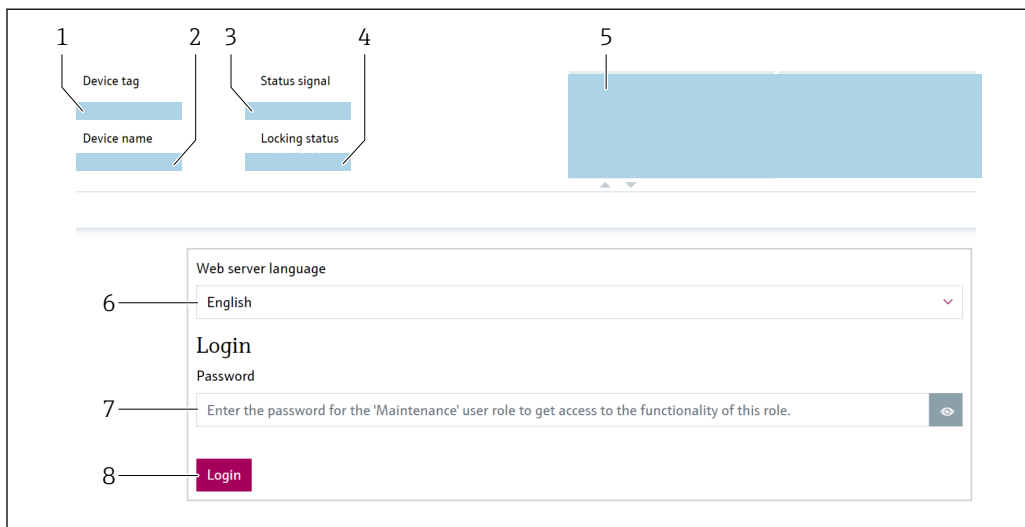 1 2 3 4 5
Device tag Status signal
Device name Locking status
Web server language
6 English
Login
Password
7 Enter the password for the 'Maintenance' user role to get access to the functionality of this role.
8 Login